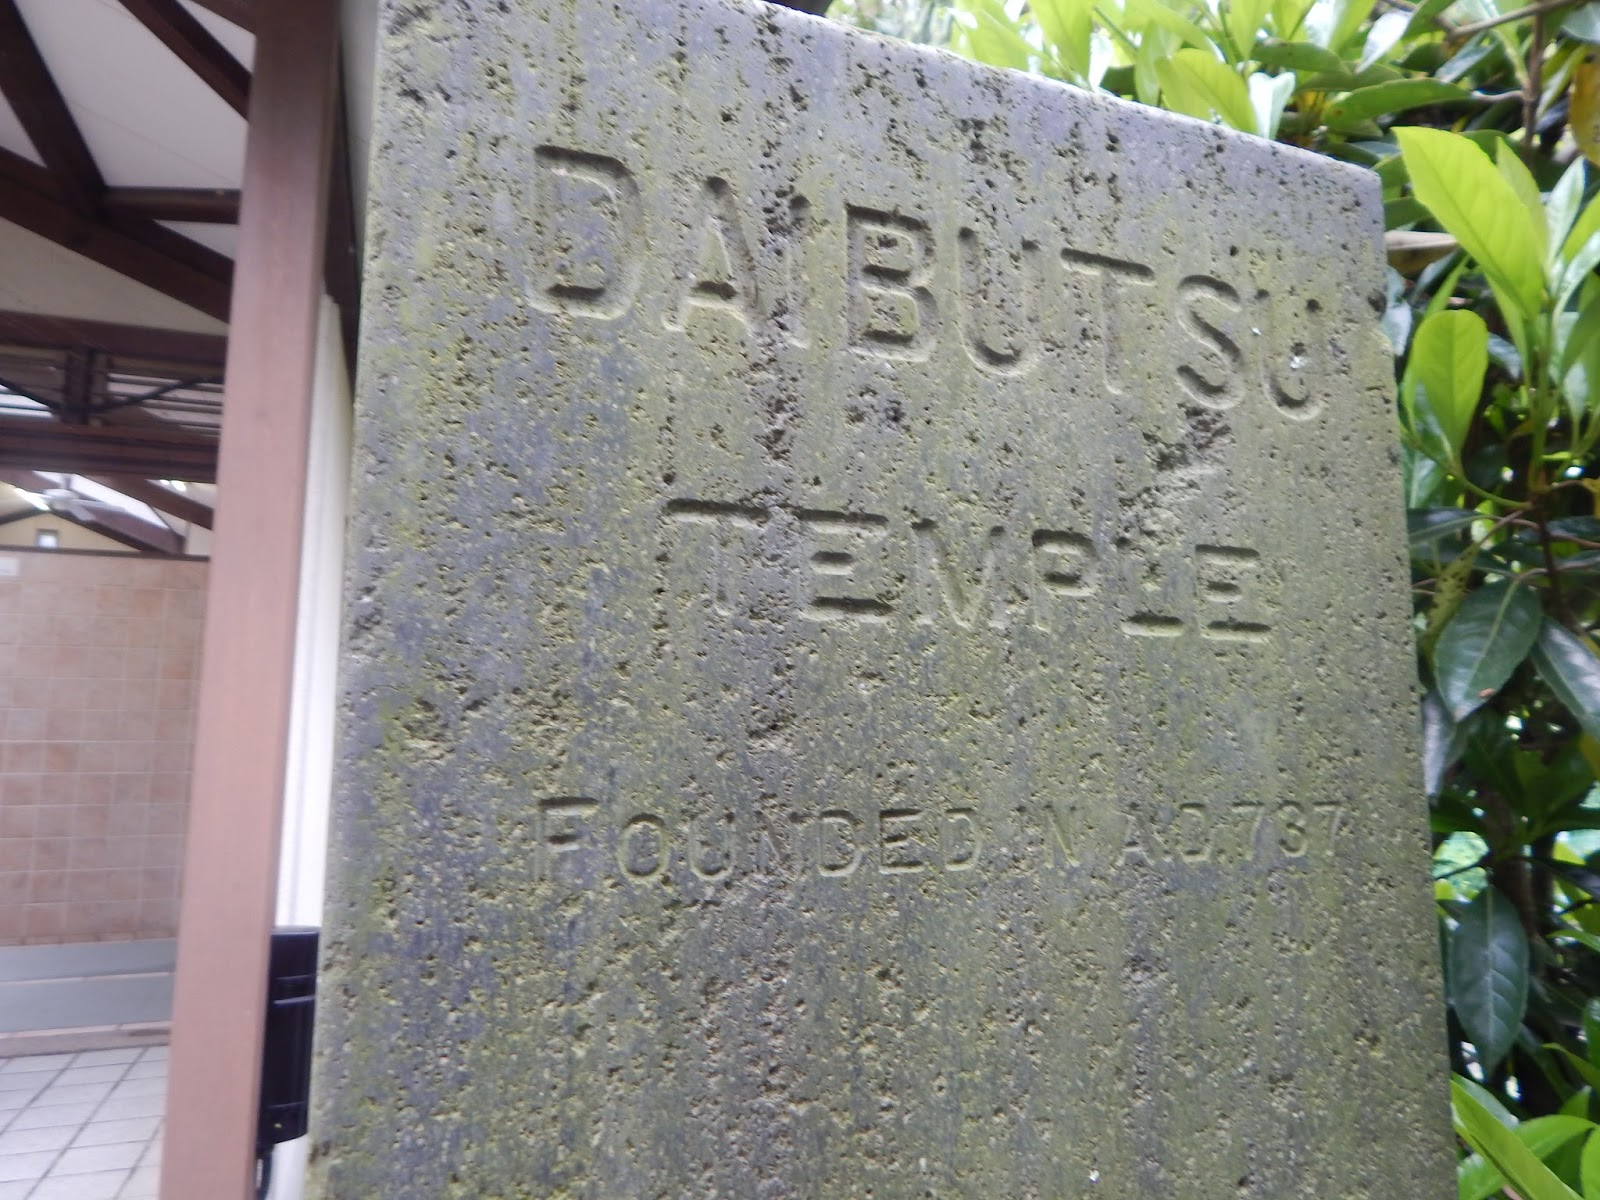 DAIBUTSU
TEMPLE
FOUNDED IN A.D. 737